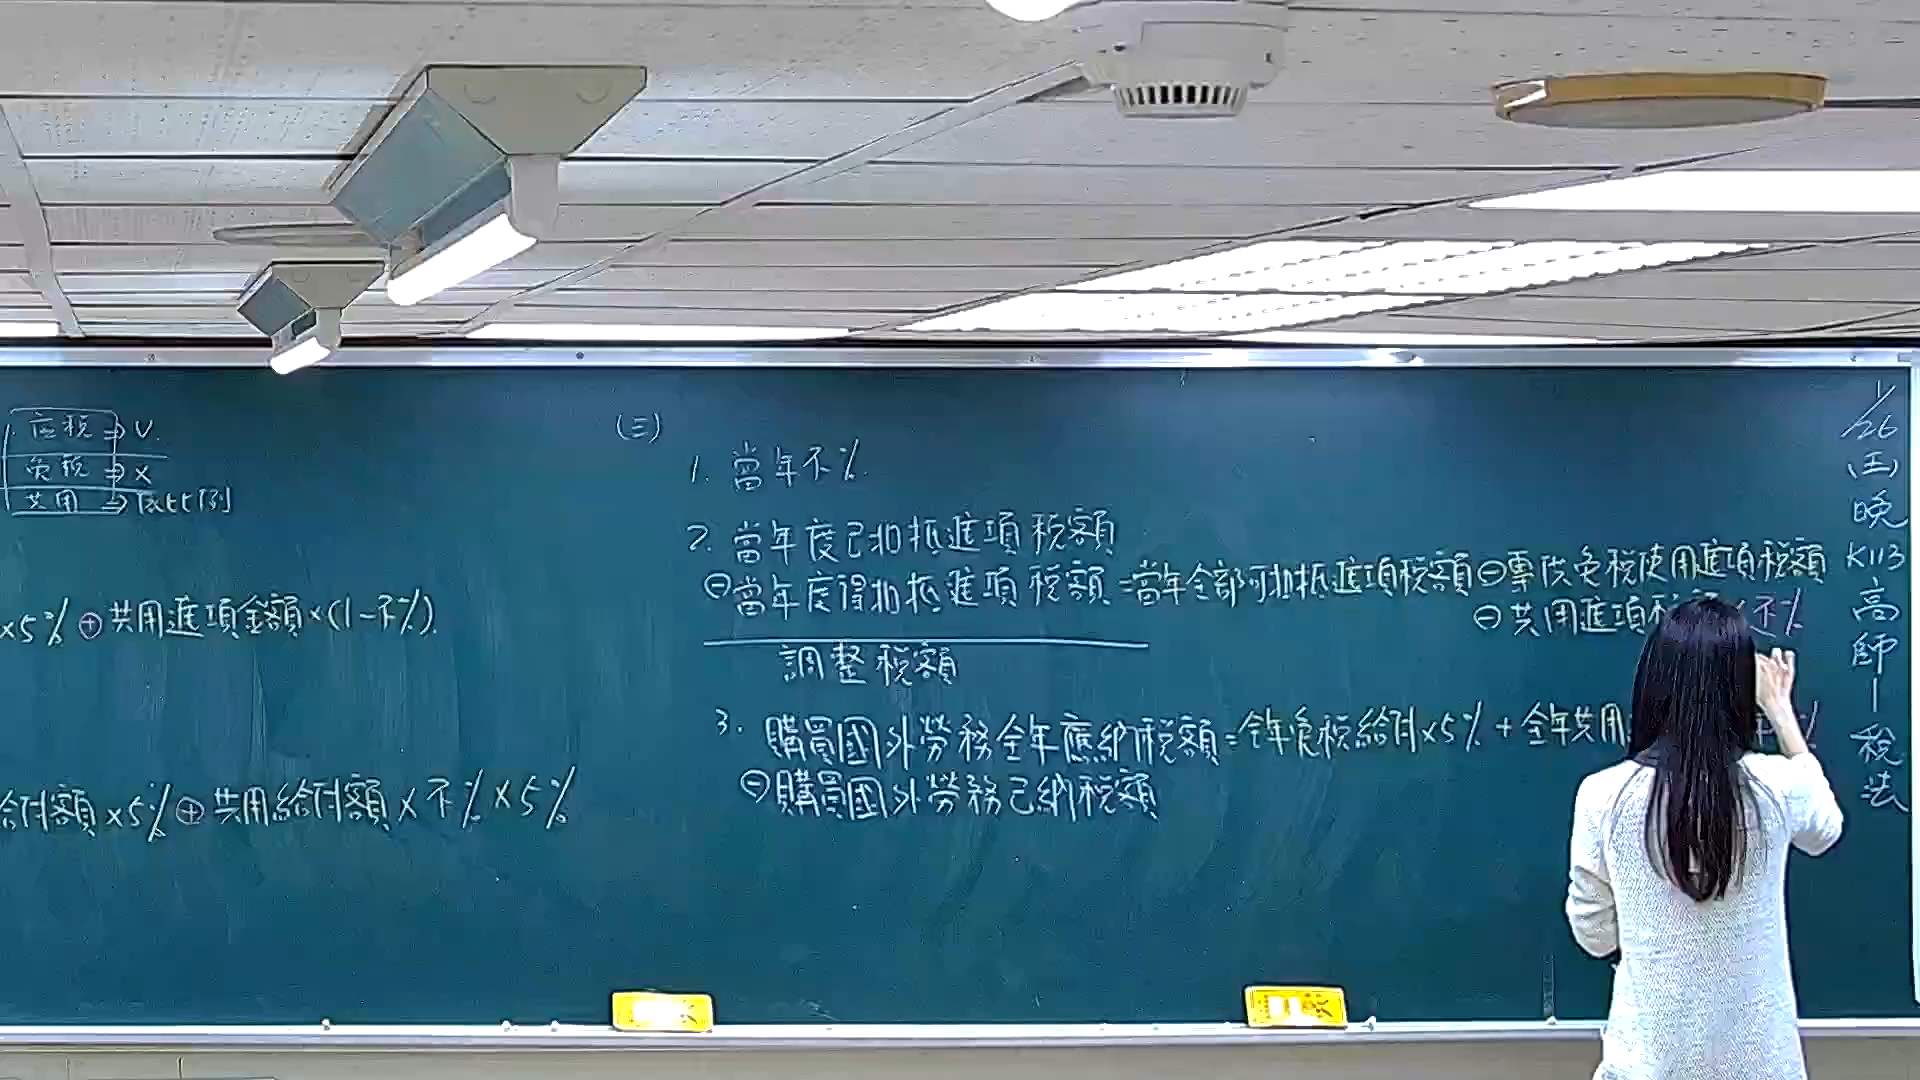 應稅 ⇒ V.
免稅 ⇒ ×
共用 ⇒ 依比例
×5% ⊕ 共用進項金額×(1-不%).
給付額×5% ⊕ 共用給付額×不%×5%
(三)
1. 當年不%.
2. 當年度已扣抵進項稅額
⊖當年度得扣抵進項稅額=當年全部可扣抵進項稅額⊖專供免稅使用進項稅額
⊖共用進項 ×不%
調整稅額
3. 購買國外勞務全年應納稅額=全年免稅給付×5%+全年共用
⊖購買國外勞務已納稅額
1/26
(五)
晚
K113
高
師
|
稅
法